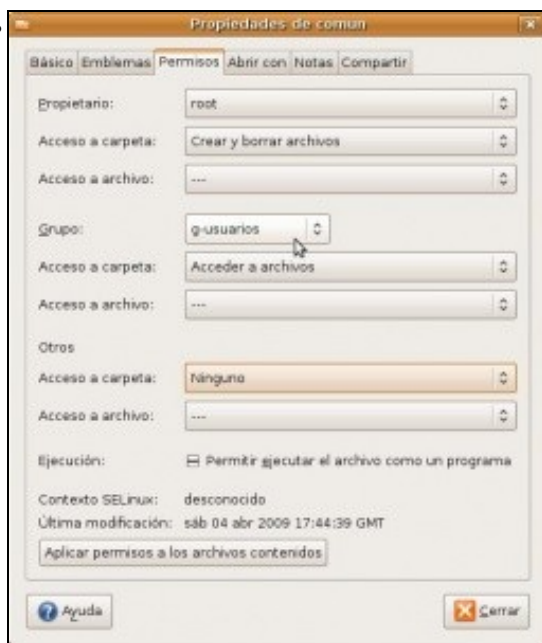 Propiedades de comun
Básico Emblemas Permisos Abrir con Notas Compartir
Propietario: root
Acceso a carpeta: Crear y borrar archivos
Acceso a archivo: ---
Grupo: g-usuarios
Acceso a carpeta: Acceder a archivos
Acceso a archivo: ---
Otros
Acceso a carpeta: Ninguno
Acceso a archivo: ---
Ejecución: Permitir ejecutar el archivo como un programa
Contexto SELinux: desconocido
Última modificación: sáb 04 abr 2009 17:44:39 GMT
Aplicar permisos a los archivos contenidos
Ayuda Cerrar